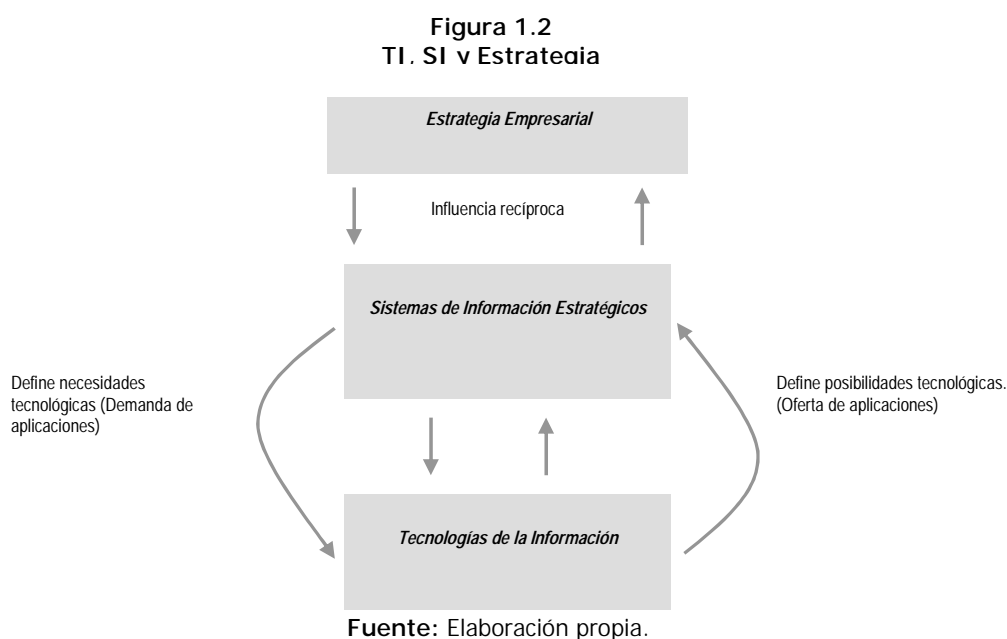 Figura 1.2
TI, SI y Estrategia
Estrategia Empresarial
Influencia recíproca
Sistemas de Información Estratégicos
Define necesidades
tecnológicas (Demanda de
aplicaciones)
Define posibilidades tecnológicas.
(Oferta de aplicaciones)
Tecnologías de la Información
Fuente: Elaboración propia.